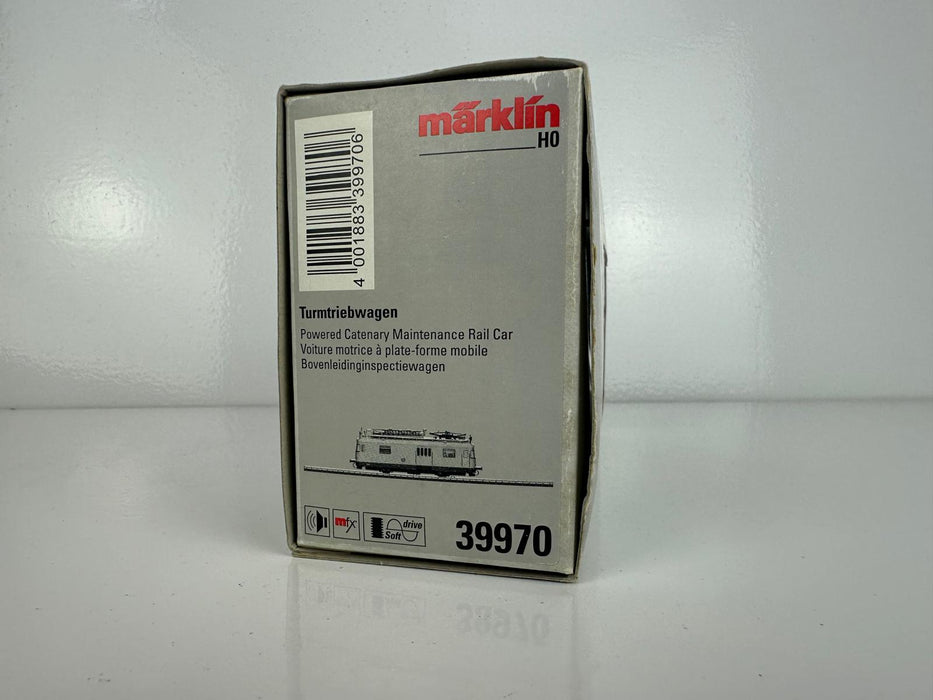 märklin
H0
4 001883 399706
Turmtriebwagen
Powered Catenary Maintenance Rail Car
Voiture motrice à plate-forme mobile
Bovenleidinginspectiewagen
mfx
Soft drive
39970